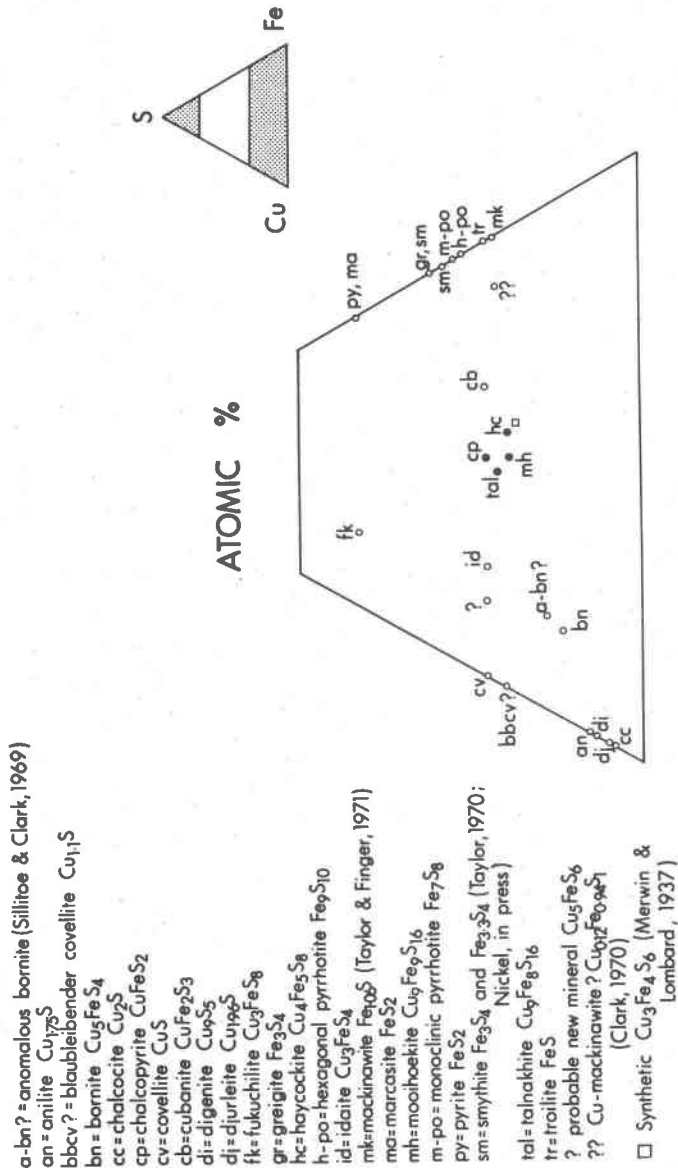 a-bn? = anomalous bornite (Sillitoe & Clark, 1969)
an = anilite Cu1.75S
bbcv? = blaubleibender covellite Cu1.1S
bn = bornite Cu5FeS4
cc = chalcocite Cu2S
cp = chalcopyrite CuFeS2
cv = covellite CuS
cb = cubanite CuFe2S3
di = digenite Cu9S5
dj = djurleite Cu1.96S
fk = fukuchilite Cu3FeS8
gr = greigite Fe3S4
hc = haycockite Cu4Fe5S8
h-po = hexagonal pyrrhotite Fe9S10
id = idaite Cu3FeS4
mk = mackinawite Fe1.06S (Taylor & Finger, 1971)
ma = marcasite FeS2
mh = mooihoekite Cu9Fe9S16
m-po = monoclinic pyrrhotite Fe7S8
py = pyrite FeS2
sm = smythite Fe3S4 and Fe3.3S4 (Taylor, 1970;
Nickel, in press)
tal = talnakhite Cu9Fe8S16
tr = troilite FeS
? probable new mineral Cu5FeS6
?? Cu-mackinawite? Cu0.12Fe0.94S1
(Clark, 1970)
□ Synthetic Cu3Fe4S6 (Merwin &
Lombard, 1937)
ATOMIC %
S
Cu
Fe
py, ma
fk
gr, sm
sm
m-po
h-po
tr
mk
??
cb
cp
hc
tal
mh
id
?
a-bn?
bn
cv
bbcv?
an
di
dj
cc